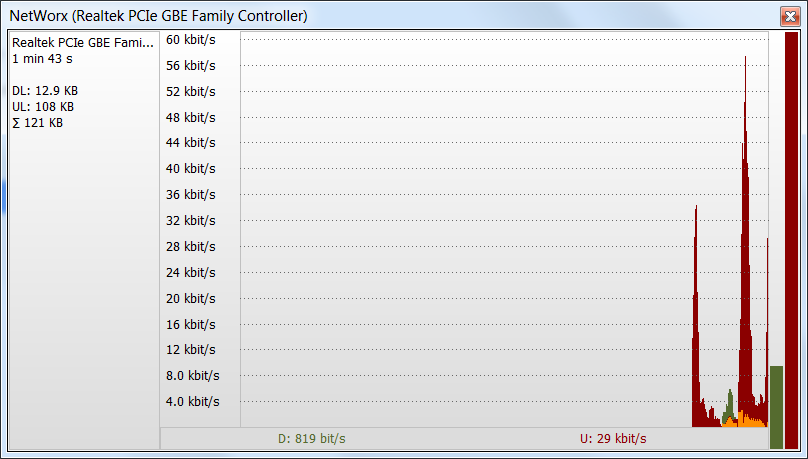 NetWorx (Realtek PCIe GBE Family Controller)
Realtek PCIe GBE Fami...
1 min 43 s
DL: 12.9 KB
UL: 108 KB
Σ 121 KB
60 kbit/s
56 kbit/s
52 kbit/s
48 kbit/s
44 kbit/s
40 kbit/s
36 kbit/s
32 kbit/s
28 kbit/s
24 kbit/s
20 kbit/s
16 kbit/s
12 kbit/s
8.0 kbit/s
4.0 kbit/s
D: 819 bit/s U: 29 kbit/s